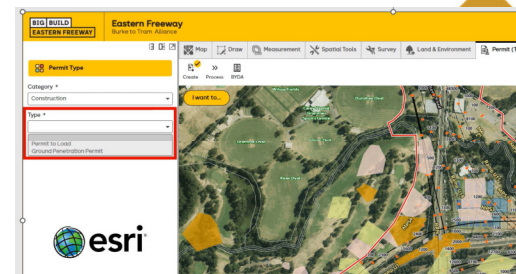 BIG BUILD
EASTERN FREEWAY
Eastern Freeway
Burke to Tram Alliance
Map
Draw
Measurement
Spatial Tools
Survey
Land & Environment
Permit (T
Permit Type
Create
Process
BYDA
Category *
Construction
I want to...
Type *
Permit to Load
Ground Penetration Permit
esri